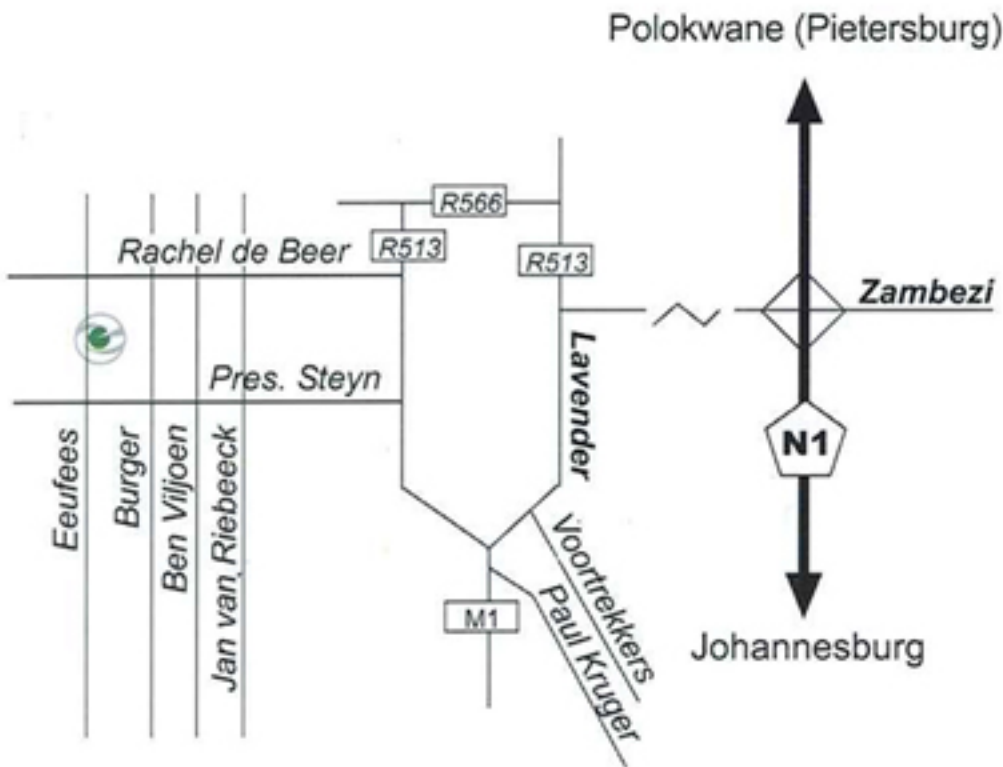 Polokwane (Pietersburg)
R566
Rachel de Beer
R513
R513
Zambezi
Lavender
Pres. Steyn
N1
Eeufees
Burger
Ben Viljoen
Jan van Riebeeck
Voortrekkers
Paul Kruger
M1
Johannesburg